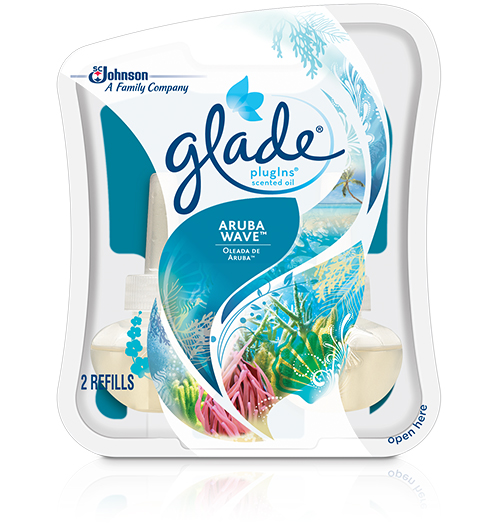 SC Johnson
A Family Company
glade®
plugIns®
scented oil
ARUBA
WAVE™
OLEADA DE
ARUBA™
2 REFILLS
open here